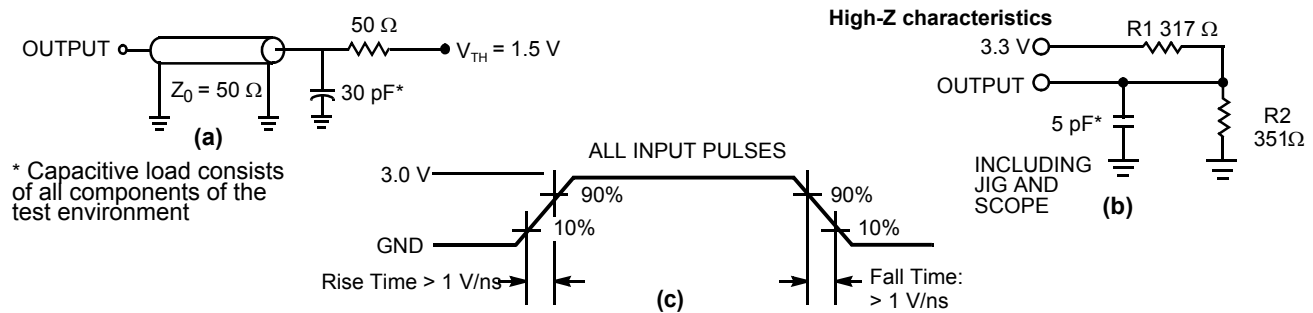 High-Z characteristics
50 Ω
R1 317 Ω
3.3 V
OUTPUT
V_TH = 1.5 V
OUTPUT
Z₀ = 50 Ω
30 pF*
(a)
5 pF*
R2
351Ω
* Capacitive load consists
of all components of the
test environment
INCLUDING
JIG AND
SCOPE
(b)
ALL INPUT PULSES
3.0 V
90%
90%
10%
10%
GND
Rise Time > 1 V/ns
(c)
Fall Time:
> 1 V/ns